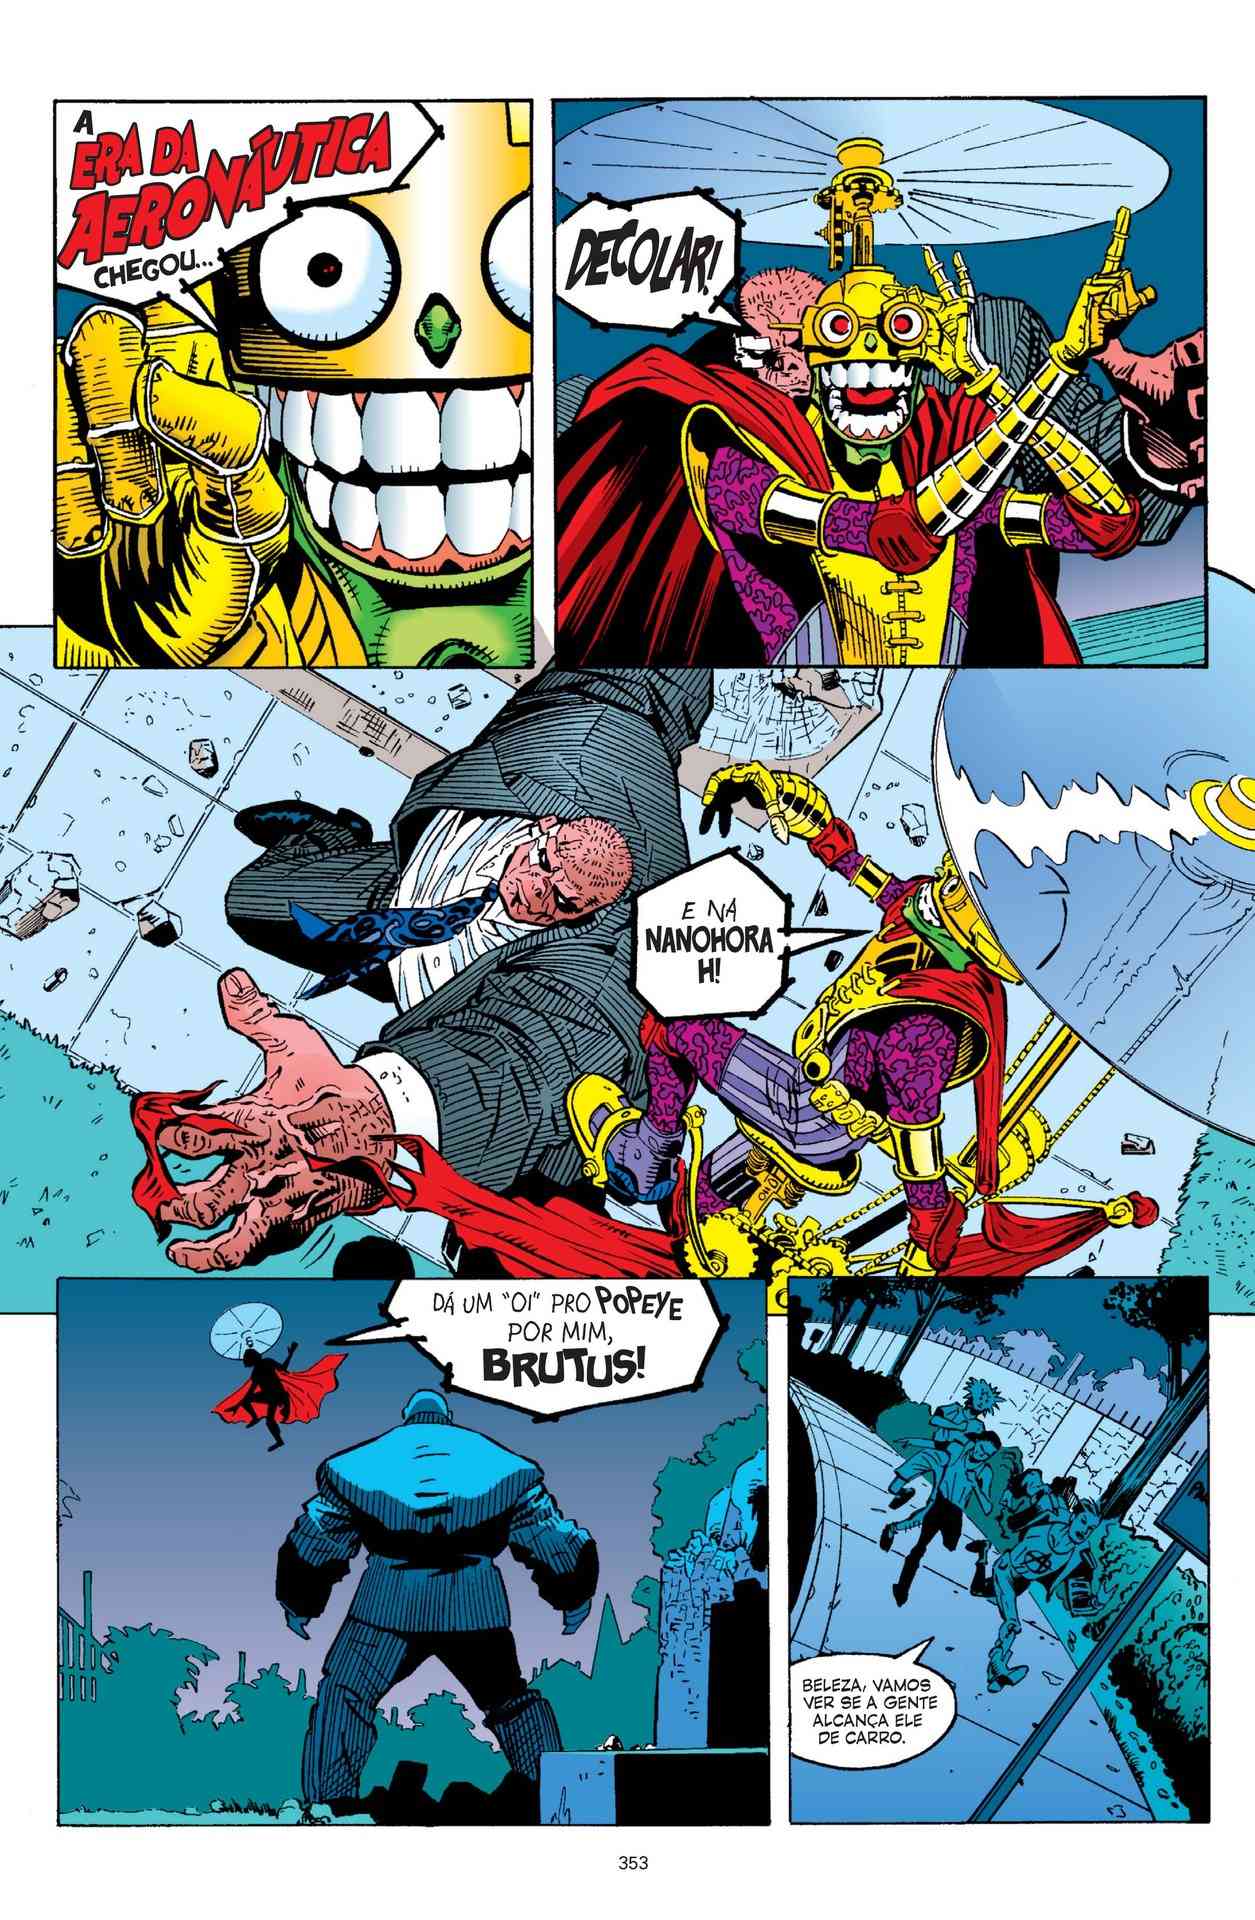 A
ERA DA
AERONÁUTICA
CHEGOU...
DECOLAR!
E NA
NANOHORA
H!
DÁ UM "OI" PRO POPEYE
POR MIM,
BRUTUS!
BELEZA, VAMOS
VER SE A GENTE
ALCANÇA ELE
DE CARRO.
353